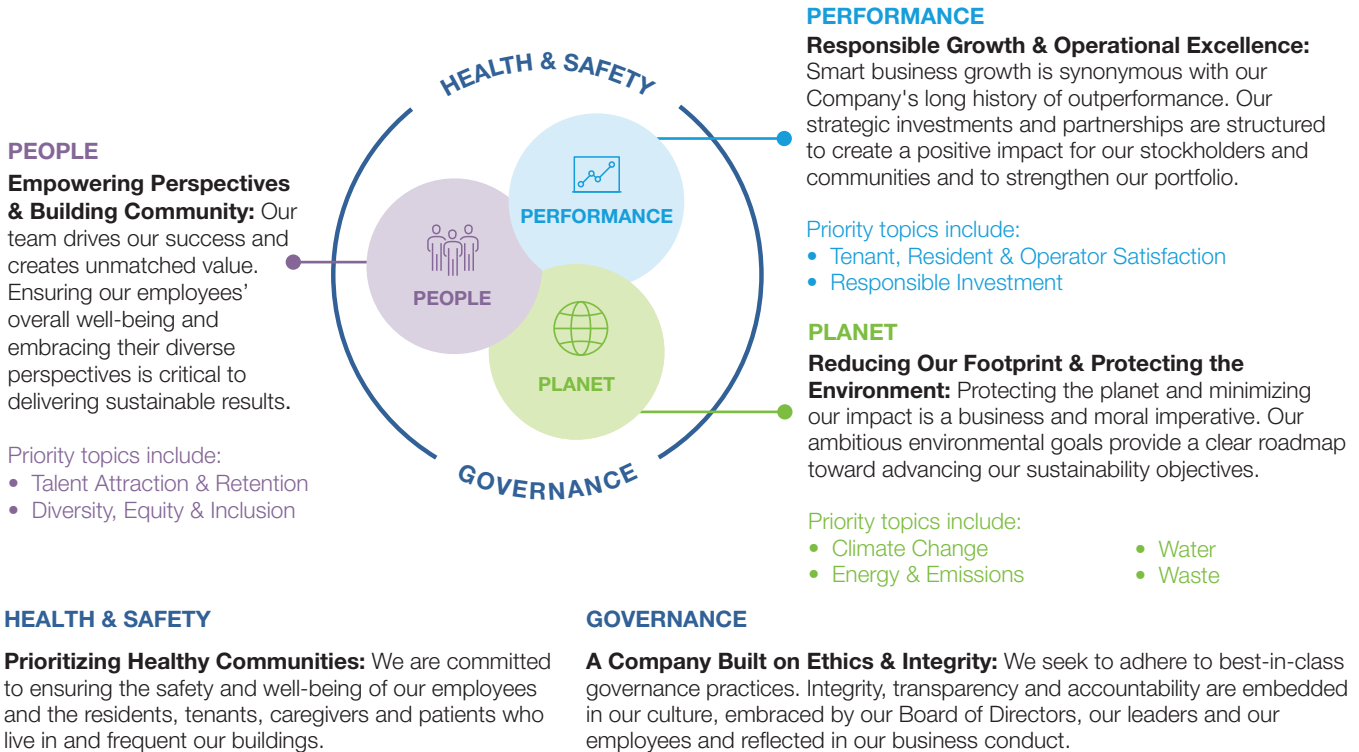 PEOPLE
Empowering Perspectives
& Building Community: Our
team drives our success and
creates unmatched value.
Ensuring our employees’
overall well-being and
embracing their diverse
perspectives is critical to
delivering sustainable results.
Priority topics include:
• Talent Attraction & Retention
• Diversity, Equity & Inclusion
HEALTH & SAFETY
PERFORMANCE
PEOPLE
PLANET
GOVERNANCE
PERFORMANCE
Responsible Growth & Operational Excellence:
Smart business growth is synonymous with our
Company's long history of outperformance. Our
strategic investments and partnerships are structured
to create a positive impact for our stockholders and
communities and to strengthen our portfolio.
Priority topics include:
• Tenant, Resident & Operator Satisfaction
• Responsible Investment
PLANET
Reducing Our Footprint & Protecting the
Environment: Protecting the planet and minimizing
our impact is a business and moral imperative. Our
ambitious environmental goals provide a clear roadmap
toward advancing our sustainability objectives.
Priority topics include:
• Climate Change
• Energy & Emissions
• Water
• Waste
HEALTH & SAFETY
Prioritizing Healthy Communities: We are committed
to ensuring the safety and well-being of our employees
and the residents, tenants, caregivers and patients who
live in and frequent our buildings.
GOVERNANCE
A Company Built on Ethics & Integrity: We seek to adhere to best-in-class
governance practices. Integrity, transparency and accountability are embedded
in our culture, embraced by our Board of Directors, our leaders and our
employees and reflected in our business conduct.